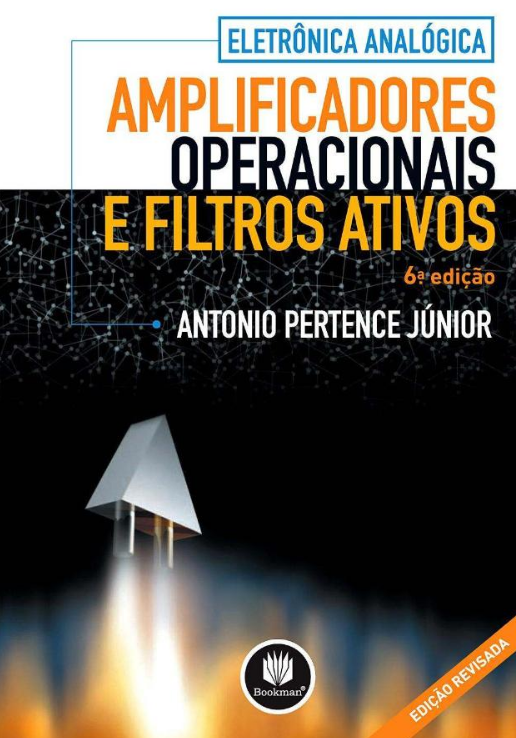 ELETRÔNICA ANALÓGICA
AMPLIFICADORES
OPERACIONAIS
E FILTROS ATIVOS
6ª edição
ANTONIO PERTENCE JÚNIOR
EDIÇÃO REVISADA
Bookman®